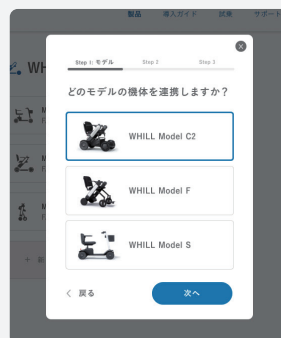 製品 導入ガイド 試乗 サポート
WH
Step 1: モデル Step 2 Step 3
どのモデルの機体を連携しますか？
WHILL Model C2
WHILL Model F
WHILL Model S
戻る
次へ